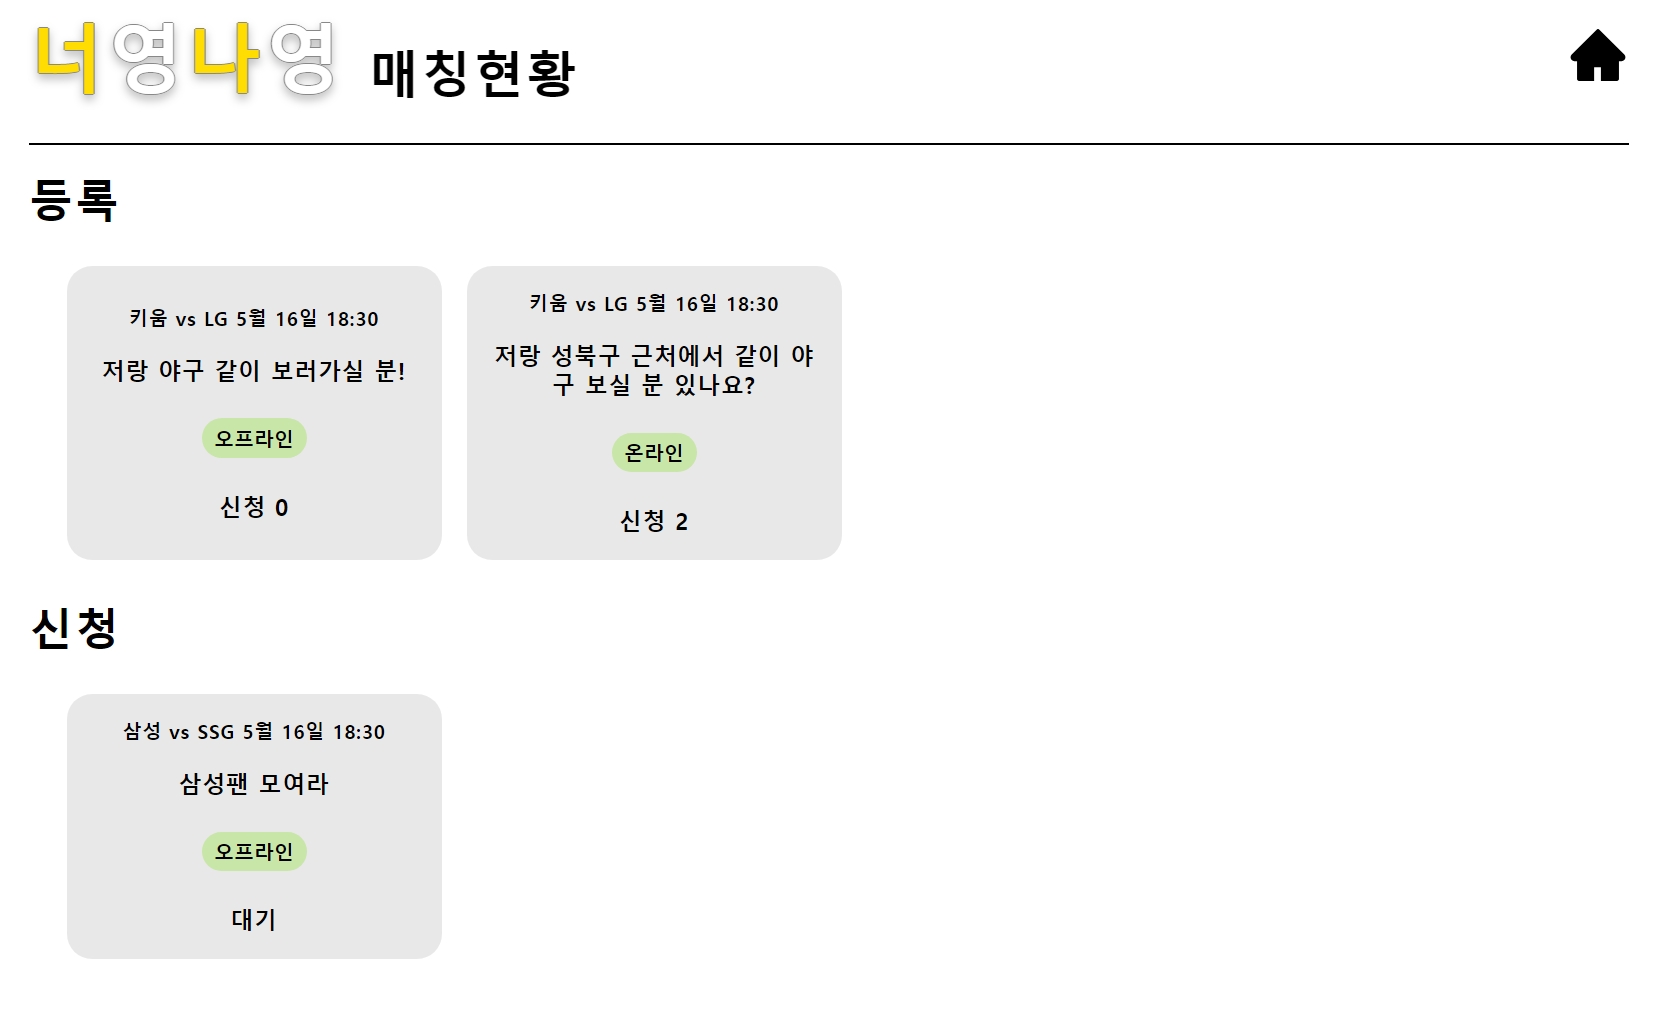 너영나영 매칭현황
등록
키움 vs LG 5월 16일 18:30
저랑 야구 같이 보러가실 분!
오프라인
신청 0
키움 vs LG 5월 16일 18:30
저랑 성북구 근처에서 같이 야
구 보실 분 있나요?
온라인
신청 2
신청
삼성 vs SSG 5월 16일 18:30
삼성팬 모여라
오프라인
대기